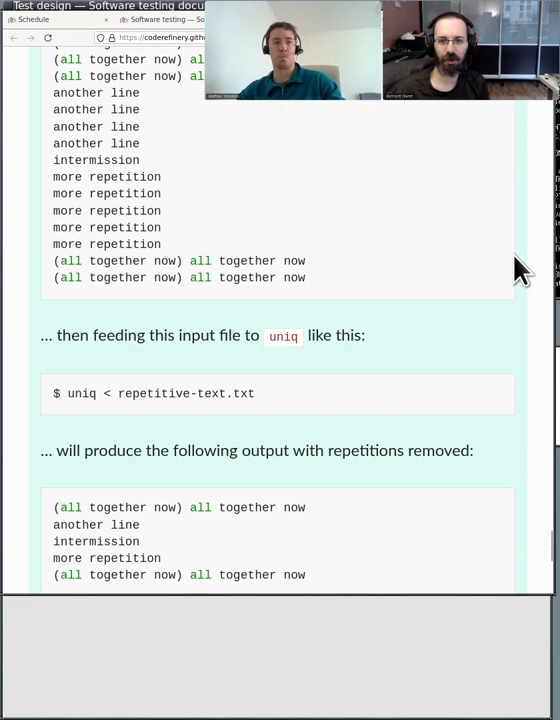 Test design — Software testing docu
Schedule
×
Software testing — So
https://coderefinery.githu
(all together now) al
(all together now) al
another line
another line
another line
another line
intermission
more repetition
more repetition
more repetition
more repetition
more repetition
(all together now) all together now
(all together now) all together now
... then feeding this input file to uniq like this:
$ uniq < repetitive-text.txt
... will produce the following output with repetitions removed:
(all together now) all together now
another line
intermission
more repetition
(all together now) all together now